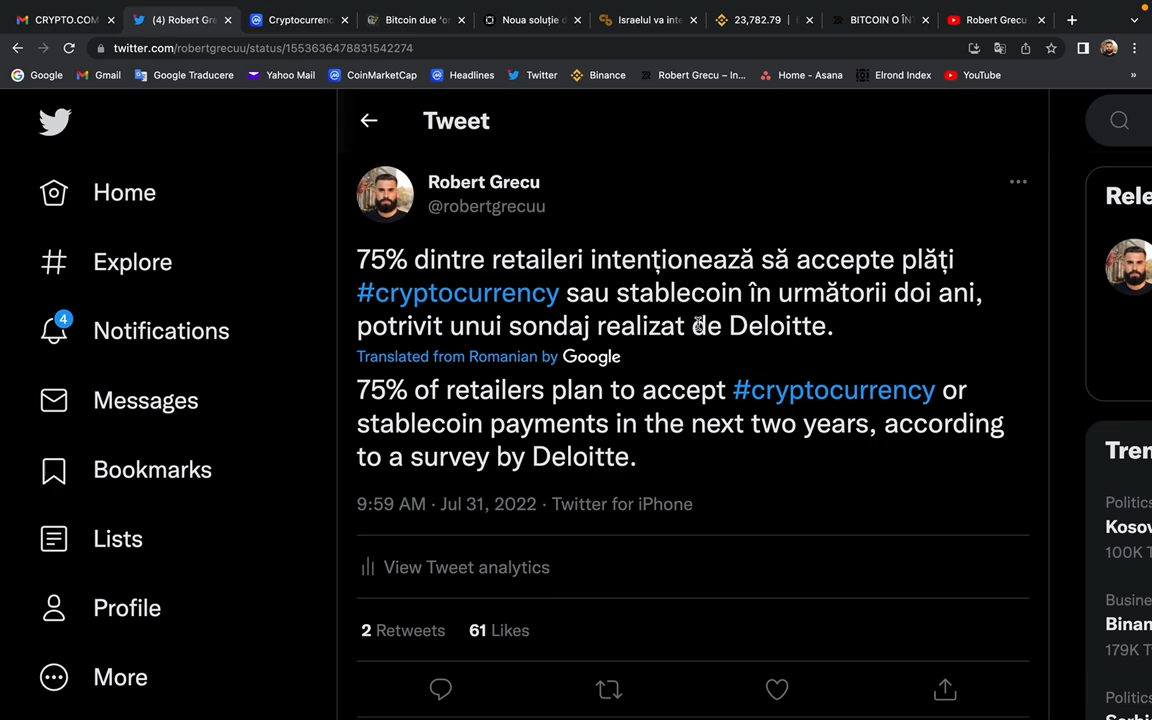 CRYPTO.COM
(4) Robert Gre
Cryptocurrenc
Bitcoin due 'or
Noua soluție d
Israelul va inte
23,782.79
BITCOIN O ÎN
Robert Grecu
twitter.com/robertgrecuu/status/1553636478831542274
Google
Gmail
Google Traducere
Yahoo Mail
CoinMarketCap
Headlines
Twitter
Binance
Robert Grecu – In...
Home - Asana
Elrond Index
YouTube
»
Home
Explore
4
Notifications
Messages
Bookmarks
Lists
Profile
More
Tweet
Robert Grecu
@robertgrecuu
75% dintre retaileri intenționează să accepte plăți
#cryptocurrency sau stablecoin în următorii doi ani,
potrivit unui sondaj realizat de Deloitte.
Translated from Romanian by Google
75% of retailers plan to accept #cryptocurrency or
stablecoin payments in the next two years, according
to a survey by Deloitte.
9:59 AM · Jul 31, 2022 · Twitter for iPhone
View Tweet analytics
2 Retweets 61 Likes
Rele
Tren
Politics
Kosov
100K T
Busine
Binan
179K T
Politics